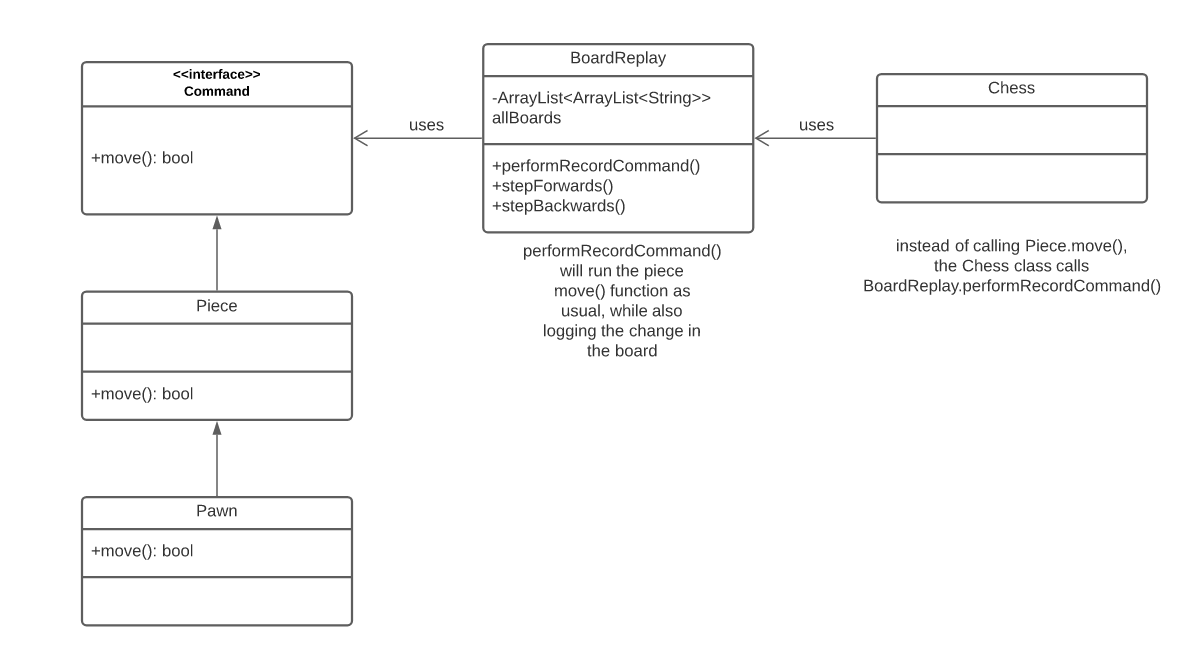 <<interface>>
Command
+move(): bool
uses
BoardReplay
-ArrayList<ArrayList<String>>
allBoards
+performRecordCommand()
+stepForwards()
+stepBackwards()
performRecordCommand()
will run the piece
move() function as
usual, while also
logging the change in
the board
uses
Chess
instead of calling Piece.move(),
the Chess class calls
BoardReplay.performRecordCommand()
Piece
+move(): bool
Pawn
+move(): bool